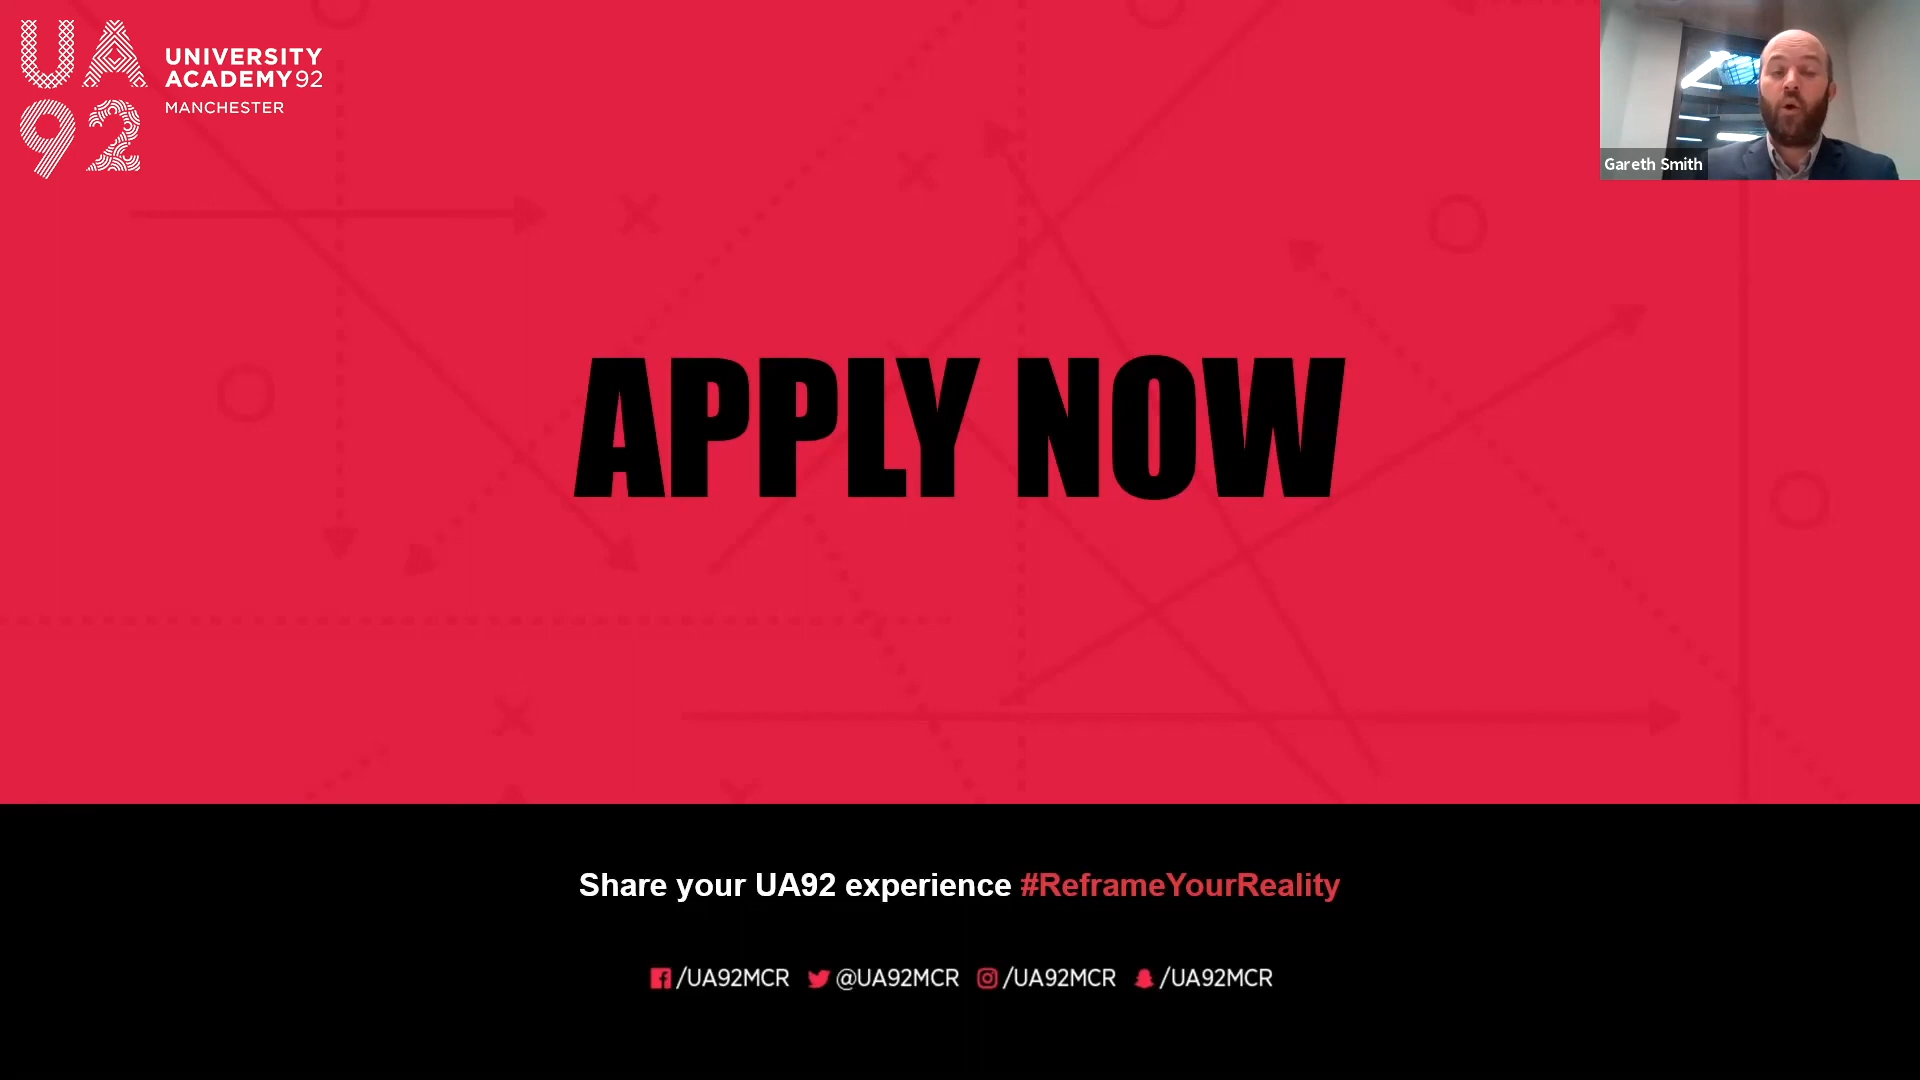 UA
92
UNIVERSITY
ACADEMY92
MANCHESTER
Gareth Smith
APPLY NOW
Share your UA92 experience #ReframeYourReality
/UA92MCR @UA92MCR /UA92MCR /UA92MCR